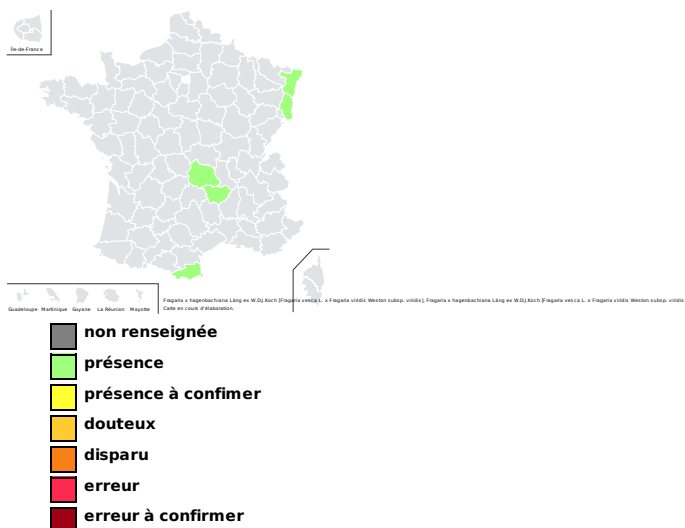 Île-de-France
Guadeloupe Martinique Guyane La Réunion Mayotte
Fragaria x hagenbachiana Láng ex W.D.J.Koch [Fragaria vesca L. x Fragaria viridis Weston subsp. viridis], Fragaria x hagenbachiana Láng ex W.D.J.Koch [Fragaria vesca L. x Fragaria viridis Weston subsp. viridis
Carte en cours d'élaboration.
non renseignée
présence
présence à confimer
douteux
disparu
erreur
erreur à confirmer